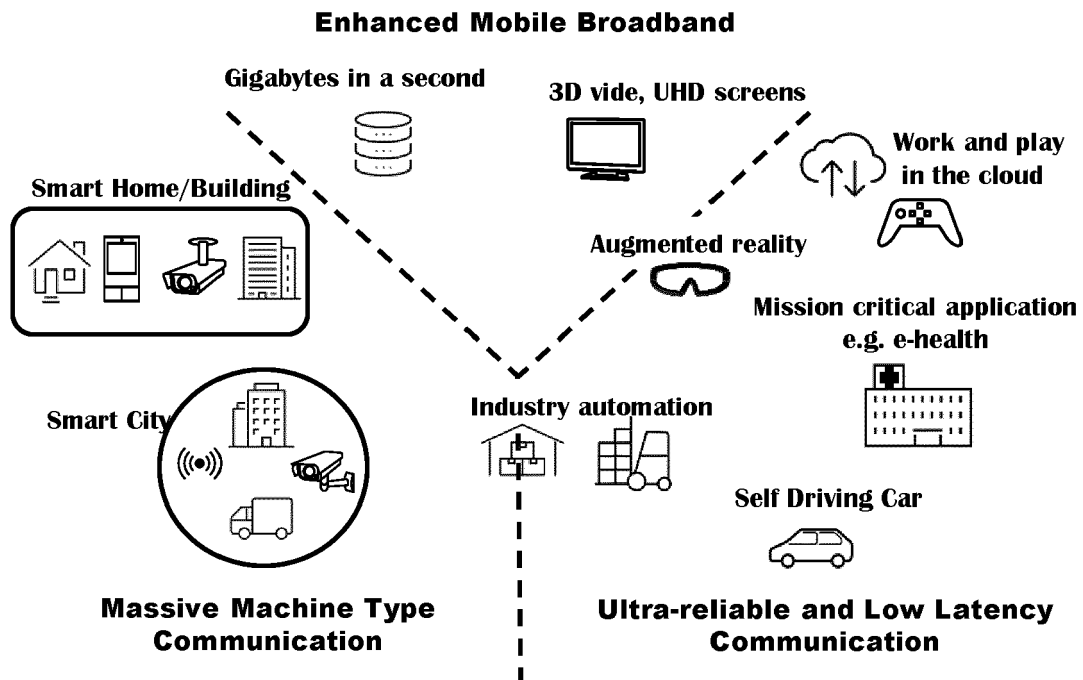 Enhanced Mobile Broadband
Gigabytes in a second
3D vide, UHD screens
Work and play
in the cloud
Smart Home/Building
Augmented reality
Mission critical application
e.g. e-health
Smart City
Industry automation
Self Driving Car
Massive Machine Type
Communication
Ultra-reliable and Low Latency
Communication